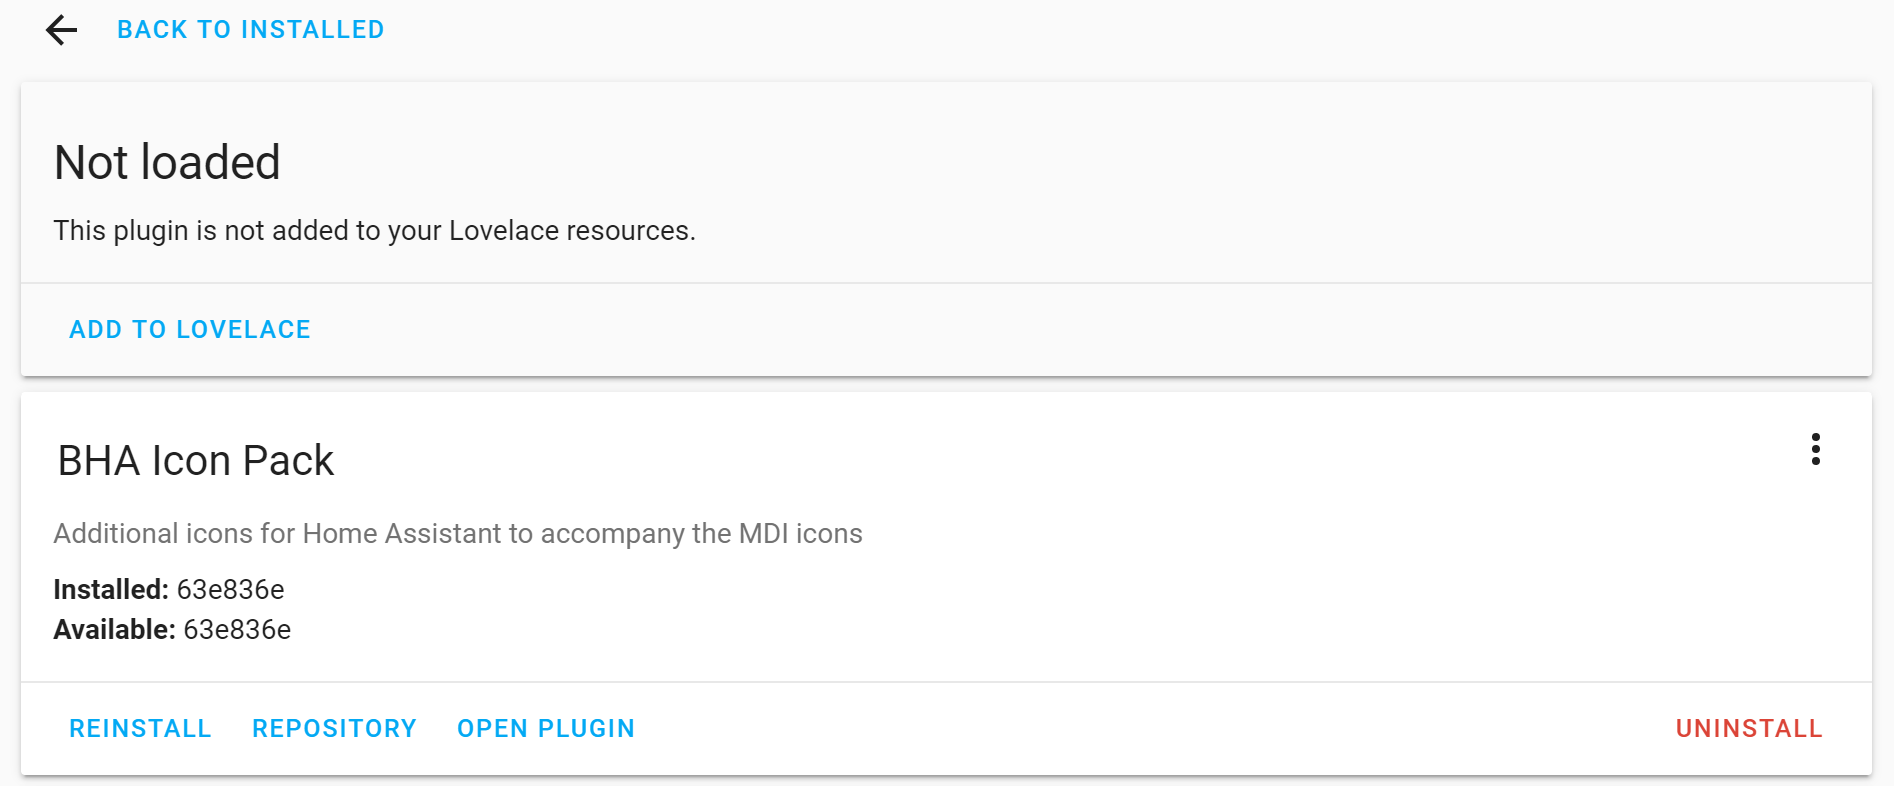 BACK TO INSTALLED
Not loaded
This plugin is not added to your Lovelace resources.
ADD TO LOVELACE
BHA Icon Pack
Additional icons for Home Assistant to accompany the MDI icons
Installed: 63e836e
Available: 63e836e
REINSTALL REPOSITORY OPEN PLUGIN UNINSTALL